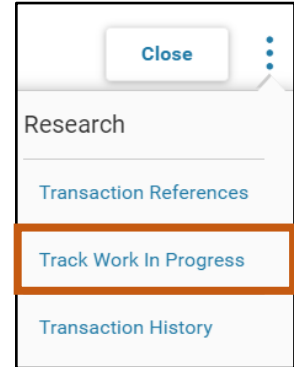 Close
Research
Transaction References
Track Work In Progress
Transaction History